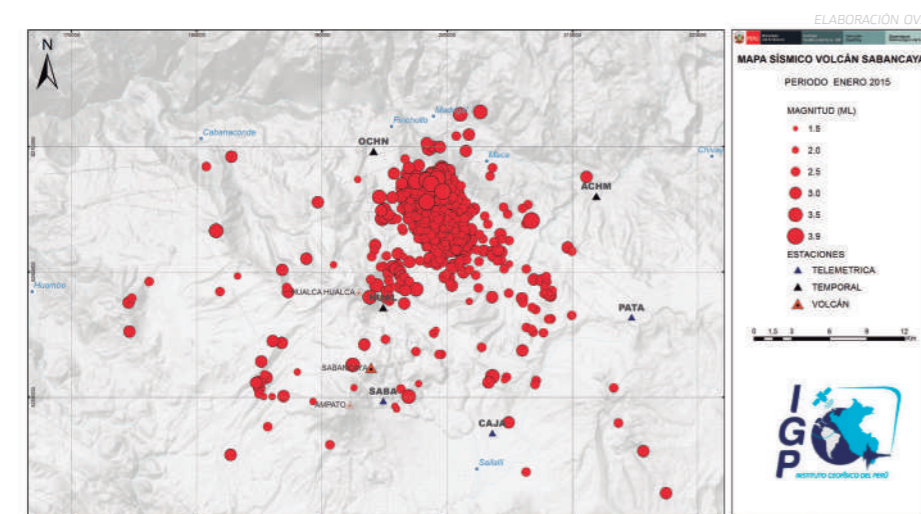 ELABORACIÓN OV
N
Madrigal
Pinchollo
Cabanaconde
OCHN
Maca
Chivay
ACHM
Huambo
HUALCA HUALCA
PATA
SABANCAYA
SABA
AMPATO
CAJA
Sallalli
PERÚ
MAPA SÍSMICO VOLCÁN SABANCAYA
PERIODO ENERO 2015
MAGNITUD (ML)
1.5
2.0
2.5
3.0
3.5
3.9
ESTACIONES
TELEMETRICA
TEMPORAL
VOLCÁN
0 1.5 3 6 9 12
Km
IGP
INSTITUTO GEOFÍSICO DEL PERÚ